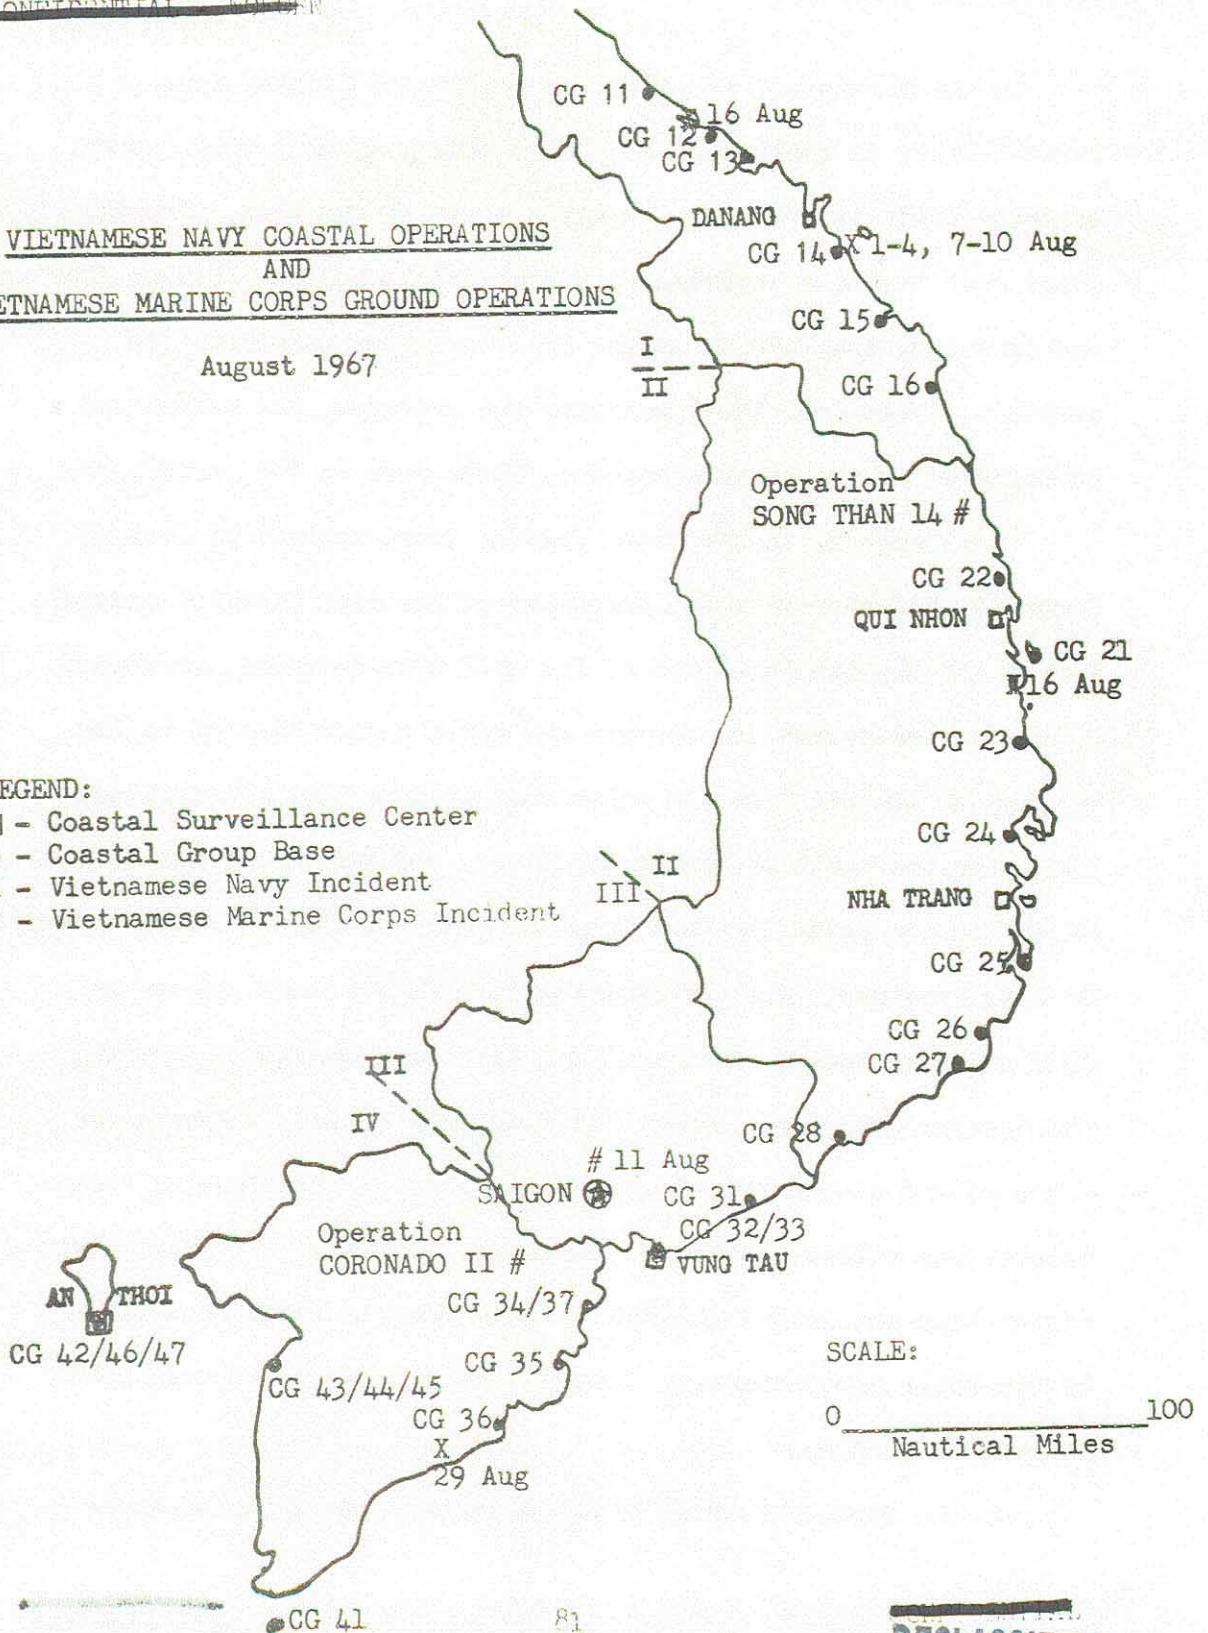 CG 11
16 Aug
CG 12
CG 13
DANANG
CG 14 X 1-4, 7-10 Aug
VIETNAMESE NAVY COASTAL OPERATIONS
AND
ETNAMESE MARINE CORPS GROUND OPERATIONS
August 1967
CG 15
I
II
CG 16
Operation
SONG THAN 14 #
CG 22
QUI NHON
CG 21
16 Aug
CG 23
EGEND:
- Coastal Surveillance Center
- Coastal Group Base
- Vietnamese Navy Incident
- Vietnamese Marine Corps Incident
CG 24
II
III
NHA TRANG
CG 25
CG 26
CG 27
III
IV
CG 28
# 11 Aug
SAIGON
CG 31
CG 32/33
VUNG TAU
Operation
CORONADO II #
AN THOI
CG 42/46/47
CG 34/37
CG 35
CG 43/44/45
CG 36
X
29 Aug
SCALE:
0 100
Nautical Miles
CG 41
81